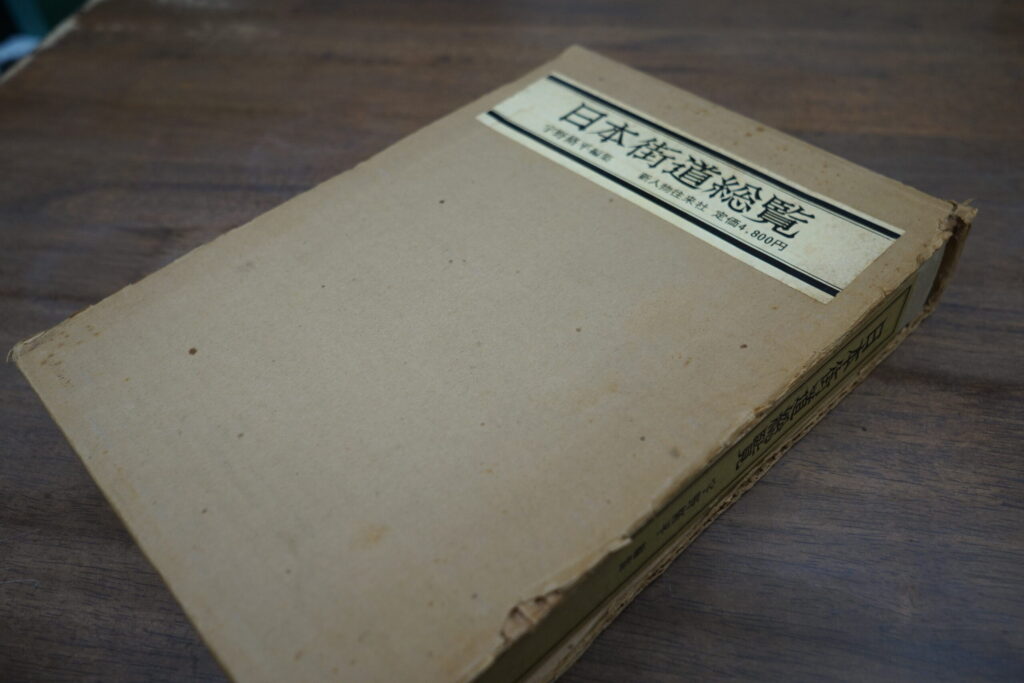 日本街道総覧
宇野脩平編集
新人物往来社 定価4,800円
日本街道総覧